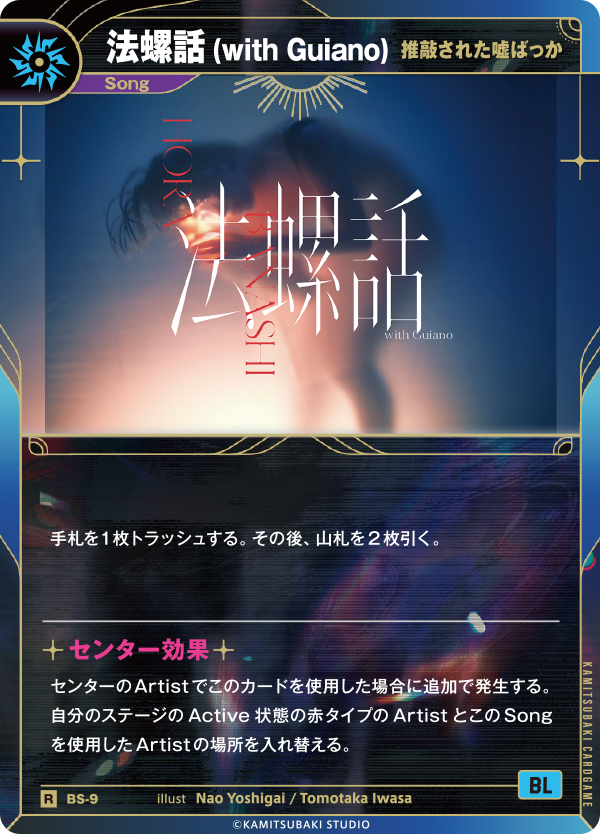 法螺話 (with Guiano) 推敲された嘘ばっか
Song
HORA
BANASHI
法螺話
with Guiano
手札を1枚トラッシュする。その後、山札を2枚引く。
センター効果
センターのArtistでこのカードを使用した場合に追加で発生する。
自分のステージのActive 状態の赤タイプのArtistとこのSong
を使用したArtistの場所を入れ替える。
KAMITSUBAKI CARDGAME
BL
R BS-9 illust Nao Yoshigai / Tomotaka Iwasa
©KAMITSUBAKI STUDIO